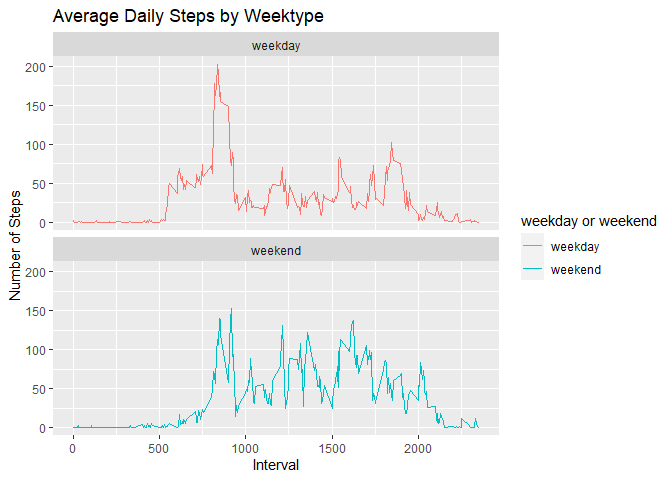 Average Daily Steps by Weektype
weekday
200
150
100
50
0
weekend
200
150
100
50
0
0 500 1000 1500 2000
Interval
Number of Steps
weekday or weekend
weekday
weekend